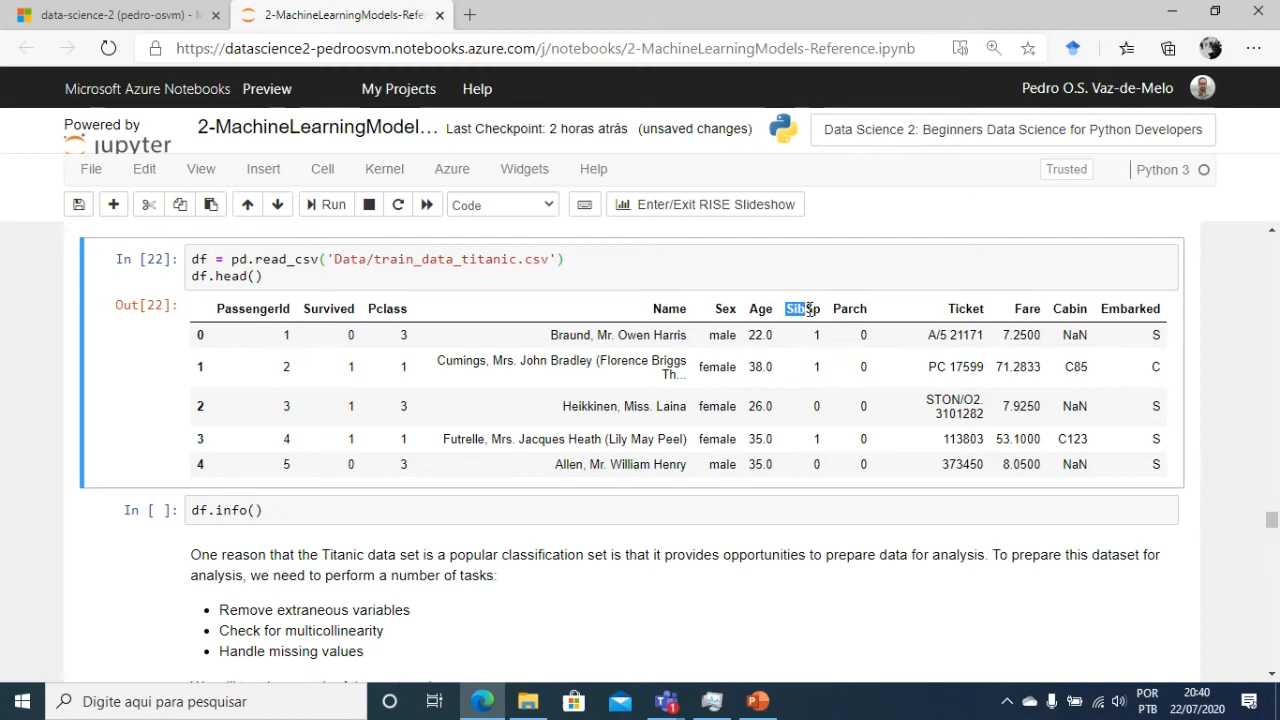 data-science-2 (pedro-osvm) - M
2-MachineLearningModels-Refe
https://datascience2-pedroosvm.notebooks.azure.com/j/notebooks/2-MachineLearningModels-Reference.ipynb
Microsoft Azure Notebooks Preview My Projects Help Pedro O.S. Vaz-de-Melo
Powered by
jupyter
2-MachineLearningModel... Last Checkpoint: 2 horas atrás (unsaved changes) Data Science 2: Beginners Data Science for Python Developers
File Edit View Insert Cell Kernel Azure Widgets Help Trusted Python 3
Run Code Enter/Exit RISE Slideshow
In [22]: df = pd.read_csv('Data/train_data_titanic.csv')
df.head()
Out[22]:
PassengerId Survived Pclass Name Sex Age SibSp Parch Ticket Fare Cabin Embarked
0 1 0 3 Braund, Mr. Owen Harris male 22.0 1 0 A/5 21171 7.2500 NaN S
1 2 1 1 Cumings, Mrs. John Bradley (Florence Briggs Th... female 38.0 1 0 PC 17599 71.2833 C85 C
2 3 1 3 Heikkinen, Miss. Laina female 26.0 0 0 STON/O2. 3101282 7.9250 NaN S
3 4 1 1 Futrelle, Mrs. Jacques Heath (Lily May Peel) female 35.0 1 0 113803 53.1000 C123 S
4 5 0 3 Allen, Mr. William Henry male 35.0 0 0 373450 8.0500 NaN S
In [ ]: df.info()
One reason that the Titanic data set is a popular classification set is that it provides opportunities to prepare data for analysis. To prepare this dataset for
analysis, we need to perform a number of tasks:
• Remove extraneous variables
• Check for multicollinearity
• Handle missing values
Digite aqui para pesquisar
POR
PTB
20:40
22/07/2020